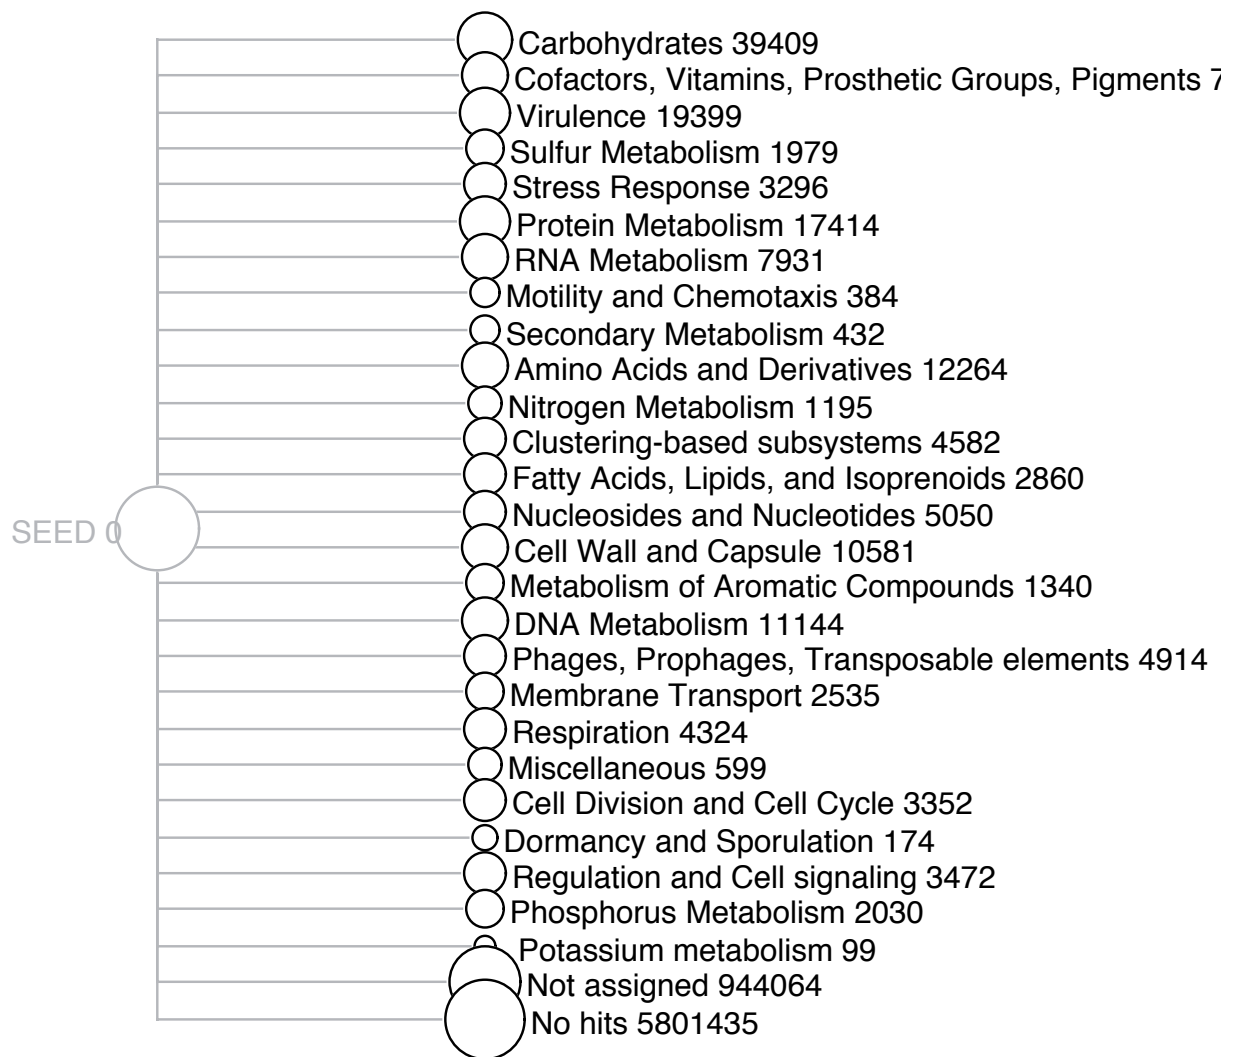 Carbohydrates 39409
Cofactors, Vitamins, Prosthetic Groups, Pigments
Virulence 19399
Sulfur Metabolism 1979
Stress Response 3296
Protein Metabolism 17414
RNA Metabolism 7931
Motility and Chemotaxis 384
Secondary Metabolism 432
Amino Acids and Derivatives 12264
Nitrogen Metabolism 1195
Clustering-based subsystems 4582
Fatty Acids, Lipids, and Isoprenoids 2860
SEED 0
Nucleosides and Nucleotides 5050
Cell Wall and Capsule 10581
Metabolism of Aromatic Compounds 1340
DNA Metabolism 11144
Phages, Prophages, Transposable elements 4914
Membrane Transport 2535
Respiration 4324
Miscellaneous 599
Cell Division and Cell Cycle 3352
Dormancy and Sporulation 174
Regulation and Cell signaling 3472
Phosphorus Metabolism 2030
Potassium metabolism 99
Not assigned 944064
No hits 5801435